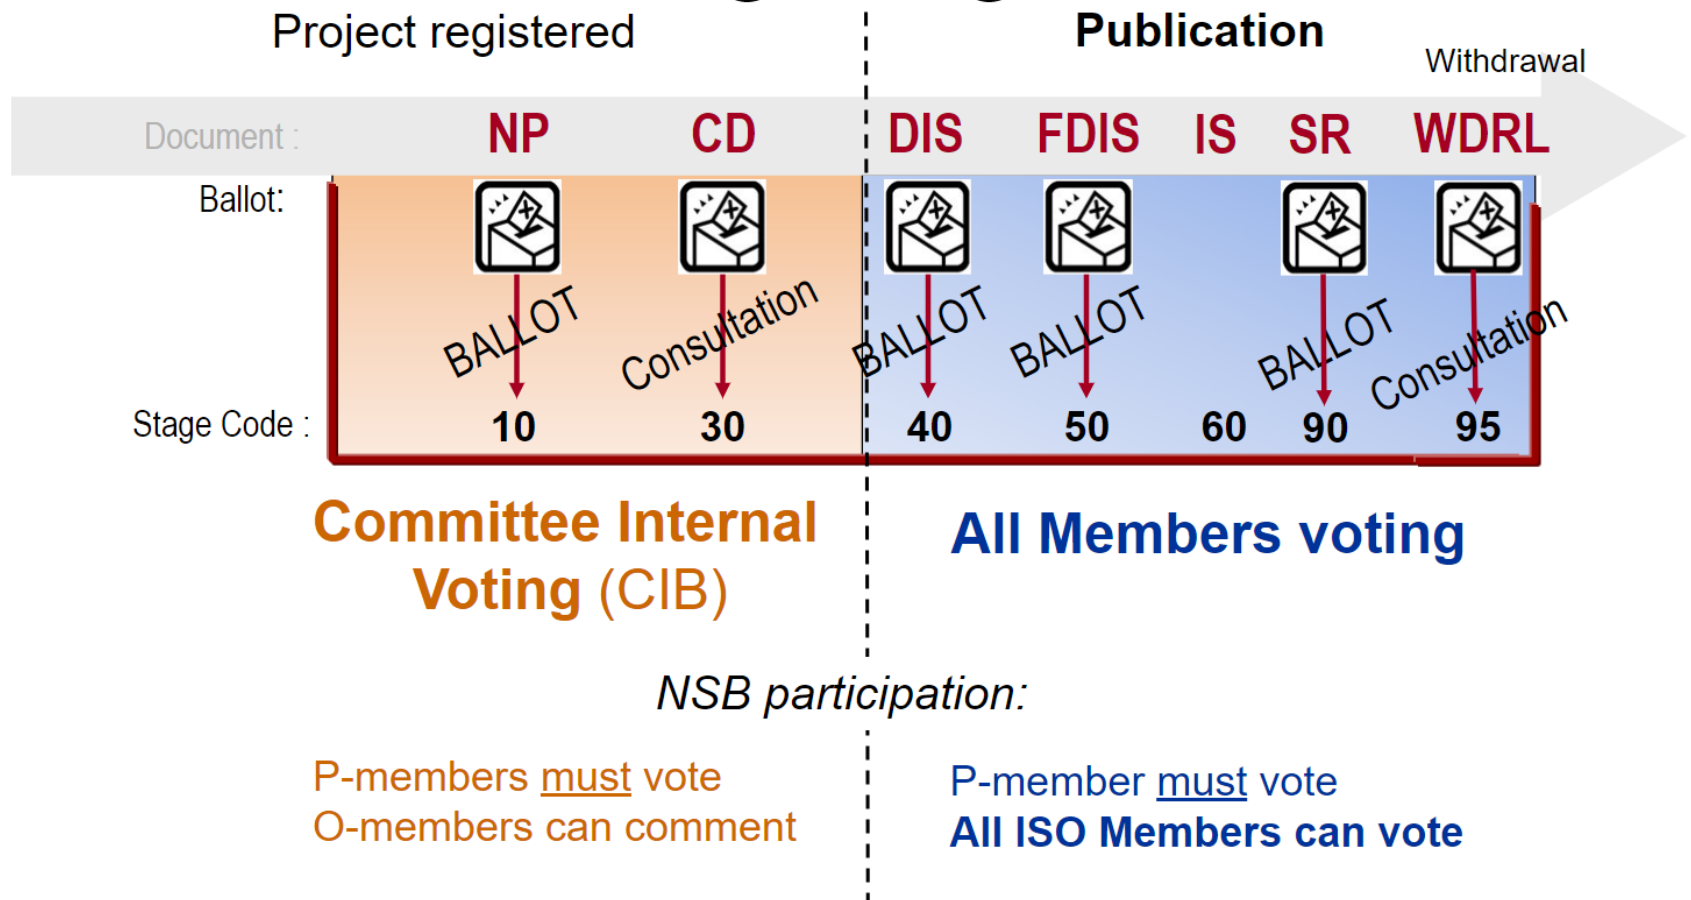 Project registered
Publication
Withdrawal
Document : NP CD DIS FDIS IS SR WDRL
Ballot:
BALLOT Consultation BALLOT BALLOT BALLOT Consultation
Stage Code : 10 30 40 50 60 90 95
Committee Internal
Voting (CIB)
All Members voting
NSB participation:
P-members must vote
O-members can comment
P-member must vote
All ISO Members can vote